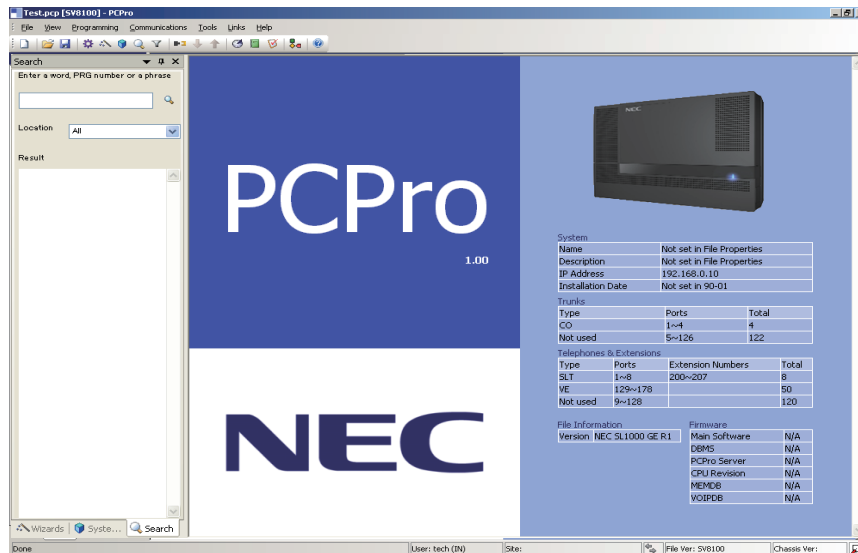 Test.pcp [SV8100] - PCPro
File View Programming Communications Tools Links Help
Search
Enter a word, PRG number or a phrase
Location All
Result
Wizards Syste... Search
PCPro
1.00
NEC
NEC
System
Name Not set in File Properties
Description Not set in File Properties
IP Address 192.168.0.10
Installation Date Not set in 90-01
Trunks
Type Ports Total
CO 1~4 4
Not used 5~126 122
Telephones & Extensions
Type Ports Extension Numbers Total
SLT 1~8 200~207 8
VE 129~178 50
Not used 9~128 120
File Information
Version NEC SL1000 GE R1
Firmware
Main Software N/A
DBMS N/A
PCPro Server N/A
CPU Revision N/A
MEMDB N/A
VOIPDB N/A
Done User: tech (IN) Site: File Ver: SV8100 Chassis Ver: